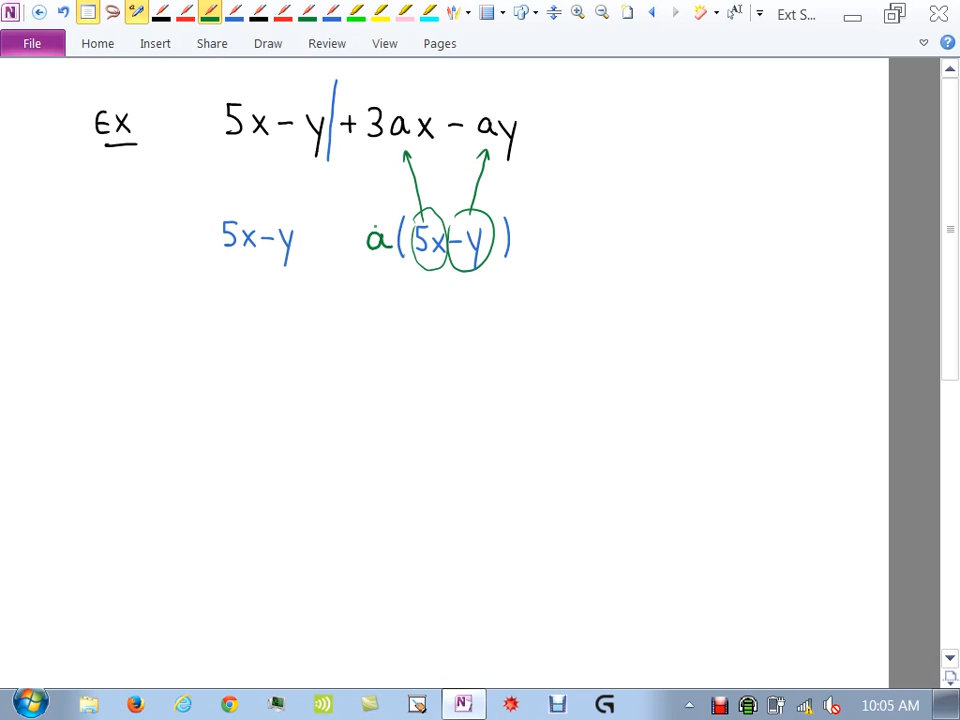 Ext S...
File Home Insert Share Draw Review View Pages
Ex 5x - y + 3ax - ay
5x - y a(5x - y)
10:05 AM